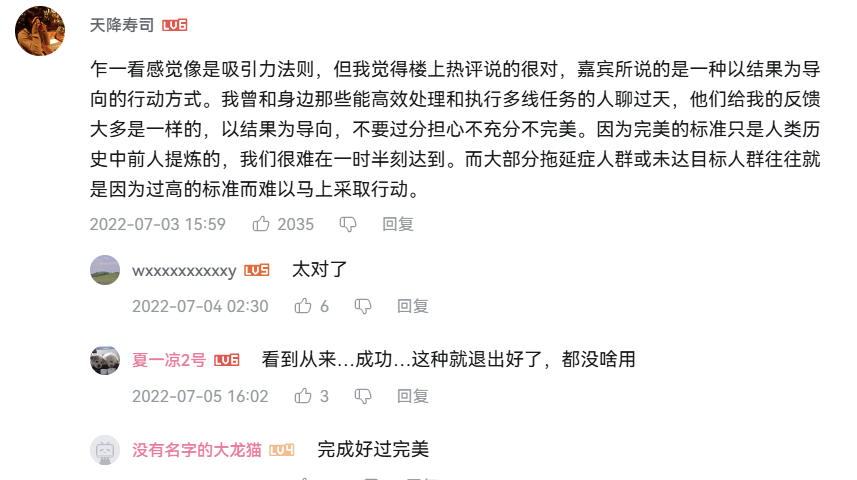 天降寿司 LV6
乍一看感觉像是吸引力法则，但我觉得楼上热评说的很对，嘉宾所说的是一种以结果为导
向的行动方式。我曾和身边那些能高效处理和执行多线任务的人聊过天，他们给我的反馈
大多是一样的，以结果为导向，不要过分担心不充分不完美。因为完美的标准只是人类历
史中前人提炼的，我们很难在一时半刻达到。而大部分拖延症人群或未达目标人群往往就
是因为过高的标准而难以马上采取行动。
2022-07-03 15:59 2035 回复
wxxxxxxxxxxy LV5 太对了
2022-07-04 02:30 6 回复
夏一凉2号 LV6 看到从来...成功...这种就退出好了，都没啥用
2022-07-05 16:02 3 回复
没有名字的大龙猫 LV4 完成好过完美